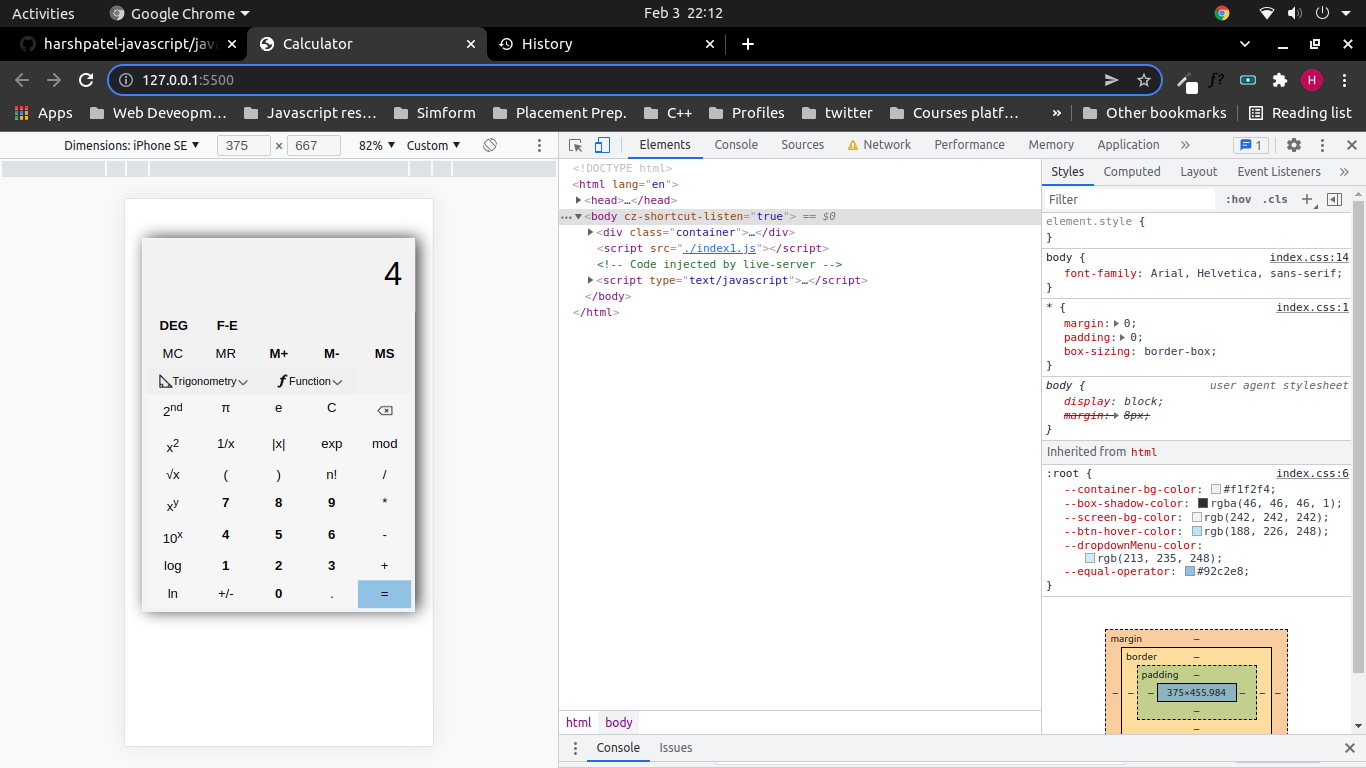 Activities Google Chrome Feb 3 22:12
harshpatel-javascript/jav Calculator History
127.0.0.1:5500 f? H
Apps Web Deveopm… Javascript res… Simform Placement Prep. C++ Profiles twitter Courses platf… » Other bookmarks Reading list
Dimensions: iPhone SE 375 × 667 82% Custom
Elements Console Sources Network Performance Memory Application » 1
4
DEG F-E
MC MR M+ M- MS
Trigonometry f Function
2nd π e C
x2 1/x |x| exp mod
√x ( ) n! /
xy 7 8 9 *
10x 4 5 6 -
log 1 2 3 +
ln +/- 0 . =
<!DOCTYPE html>
<html lang="en">
<head>…</head>
<body cz-shortcut-listen="true"> == $0
<div class="container">…</div>
<script src="./index1.js"></script>
<!-- Code injected by live-server -->
<script type="text/javascript">…</script>
</body>
</html>
html body
Styles Computed Layout Event Listeners »
Filter :hov .cls +
element.style {
}
body { index.css:14
font-family: Arial, Helvetica, sans-serif;
}
* { index.css:1
margin: 0;
padding: 0;
box-sizing: border-box;
}
body { user agent stylesheet
display: block;
margin: 8px;
}
Inherited from html
:root { index.css:6
--container-bg-color: #f1f2f4;
--box-shadow-color: rgba(46, 46, 46, 1);
--screen-bg-color: rgb(242, 242, 242);
--btn-hover-color: rgb(188, 226, 248);
--dropdownMenu-color:
rgb(213, 235, 248);
--equal-operator: #92c2e8;
}
margin –
border –
padding –
– – – 375×455.984 – – –
–
–
Console Issues